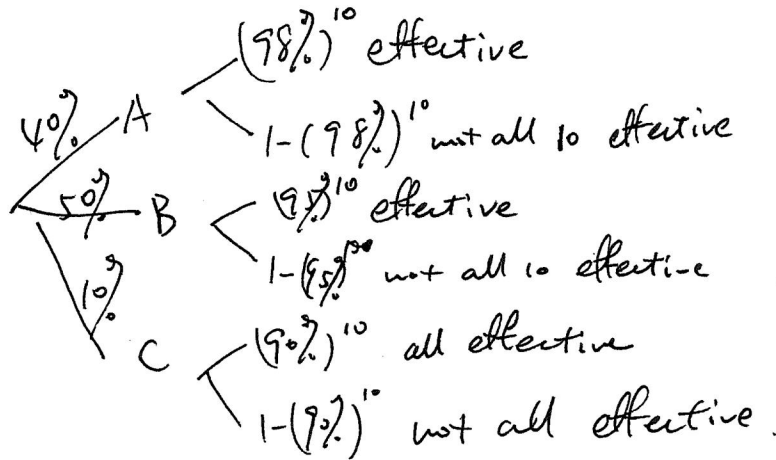 (98%)^10 effective
40% A
1-(98%)^10 not all 10 effective
50% B (95%)^10 effective
1-(95%)^10 not all 10 effective
10%
C (90%)^10 all effective
1-(90%)^10 not all effective.